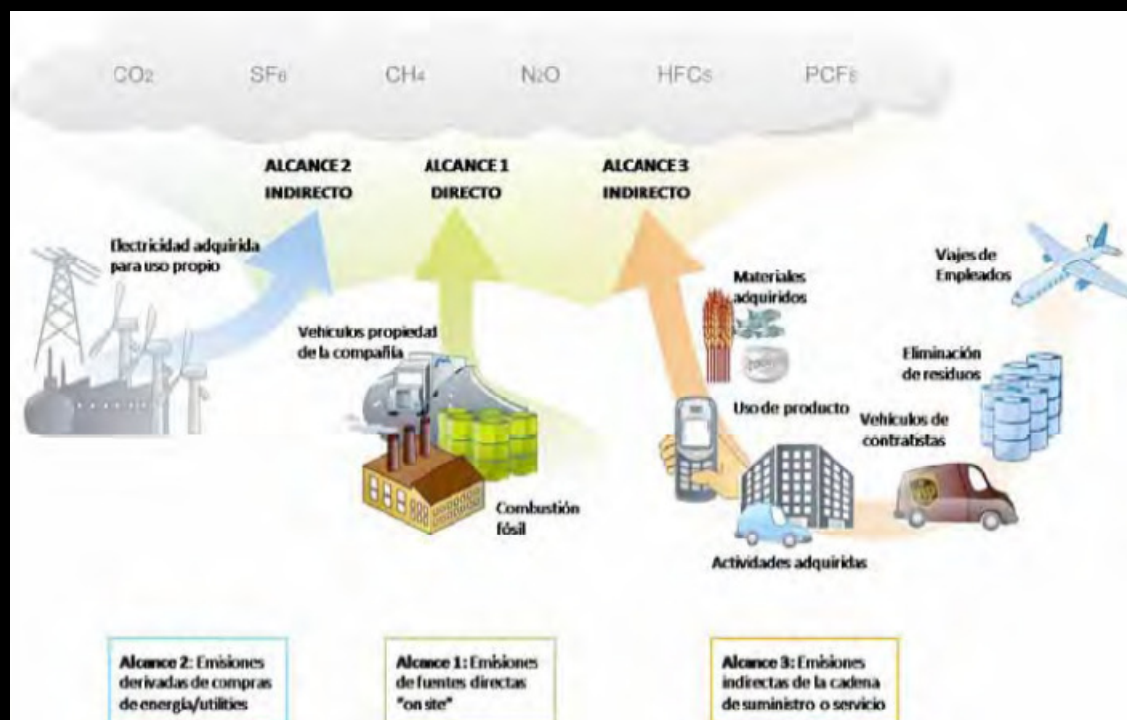 CO2 SF6 CH4 N2O HFCs PCFs
ALCANCE 2
INDIRECTO
ALCANCE 1
DIRECTO
ALCANCE 3
INDIRECTO
Electricidad adquirida
para uso propio
Vehículos propiedad
de la compañía
Combustión
fósil
Materiales
adquiridos
Uso de producto
Actividades adquiridas
Vehículos de
contratistas
Eliminación
de residuos
Viajes de
Empleados
Alcance 2: Emisiones
derivadas de compras
de energía/utilities
Alcance 1: Emisiones
de fuentes directas
"on site"
Alcance 3: Emisiones
indirectas de la cadena
de suministro o servicio